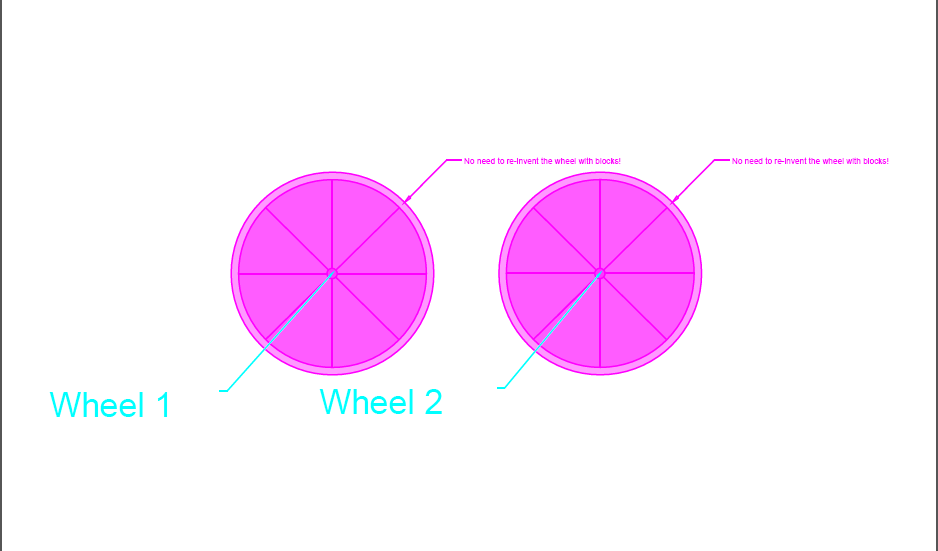 No need to re-invent the wheel with blocks!
No need to re-invent the wheel with blocks!
Wheel 1
Wheel 2